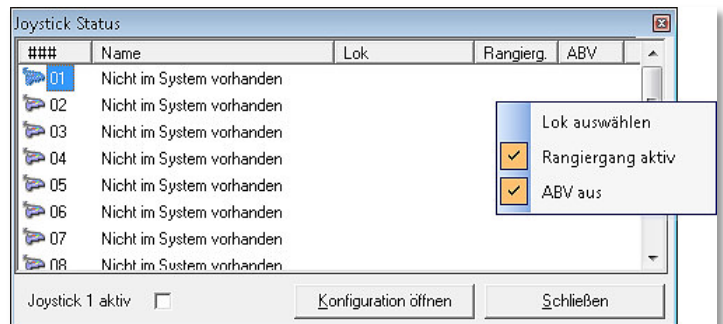 Joystick Status
### Name Lok Rangierg. ABV
01 Nicht im System vorhanden
02 Nicht im System vorhanden
03 Nicht im System vorhanden
04 Nicht im System vorhanden
05 Nicht im System vorhanden
06 Nicht im System vorhanden
07 Nicht im System vorhanden
08 Nicht im System vorhanden
Lok auswählen
Rangiergang aktiv
ABV aus
Joystick 1 aktiv Konfiguration öffnen Schließen